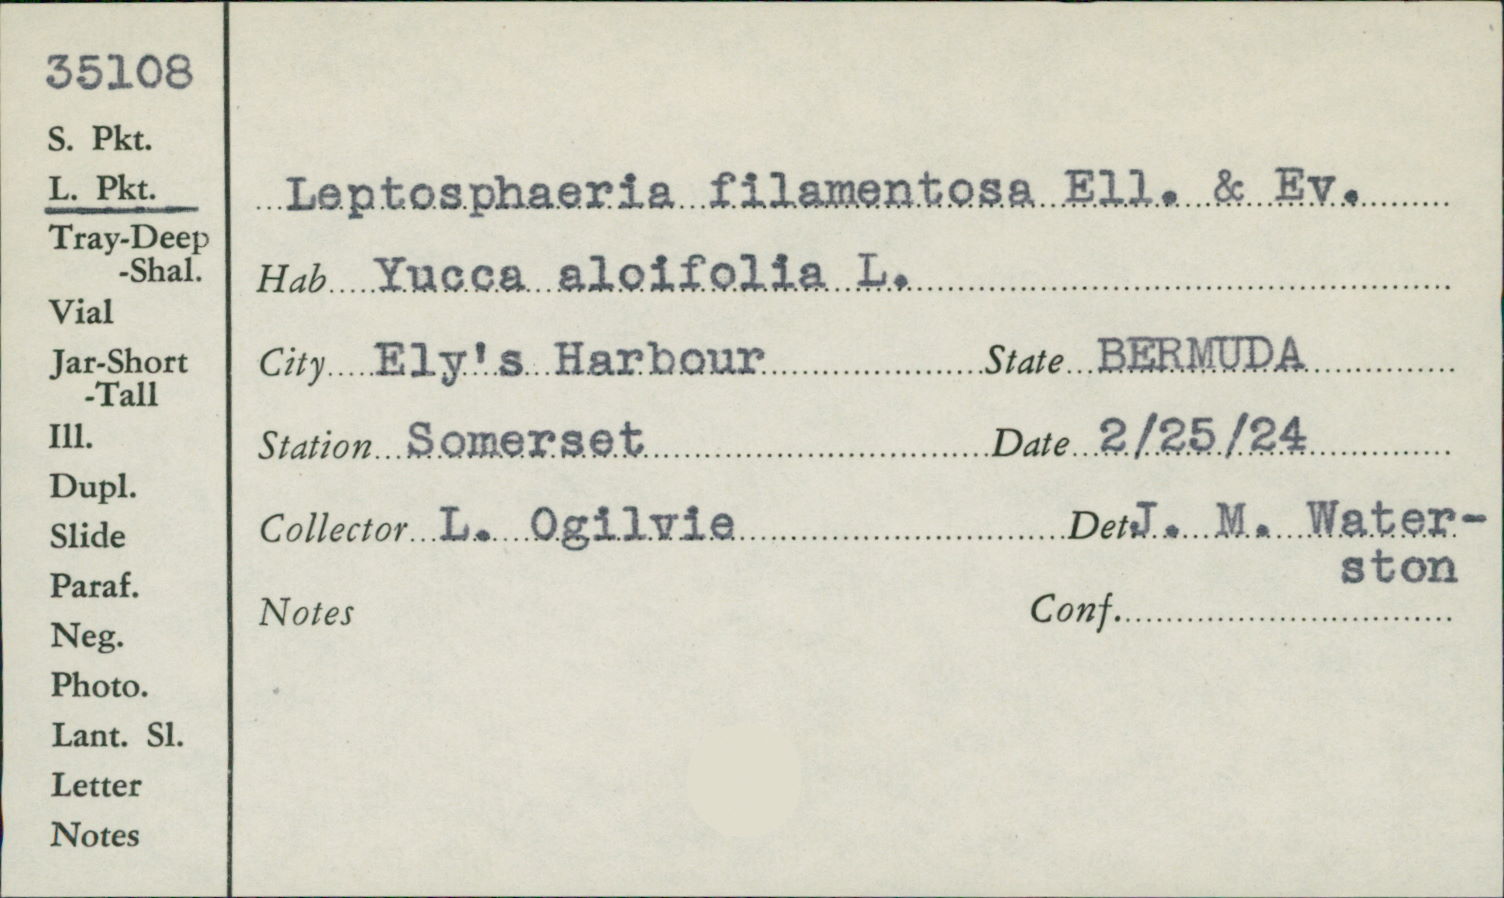 35108
S. Pkt.
L. Pkt.
Tray-Deep
-Shal.
Vial
Jar-Short
-Tall
Ill.
Dupl.
Slide
Paraf.
Neg.
Photo.
Lant. Sl.
Letter
Notes
Leptosphaeria filamentosa Ell. & Ev.
Hab Yucca aloifolia L.
City Ely's Harbour State BERMUDA
Station Somerset Date 2/25/24
Collector L. Ogilvie Det. J. M. Water-
ston
Notes Conf.